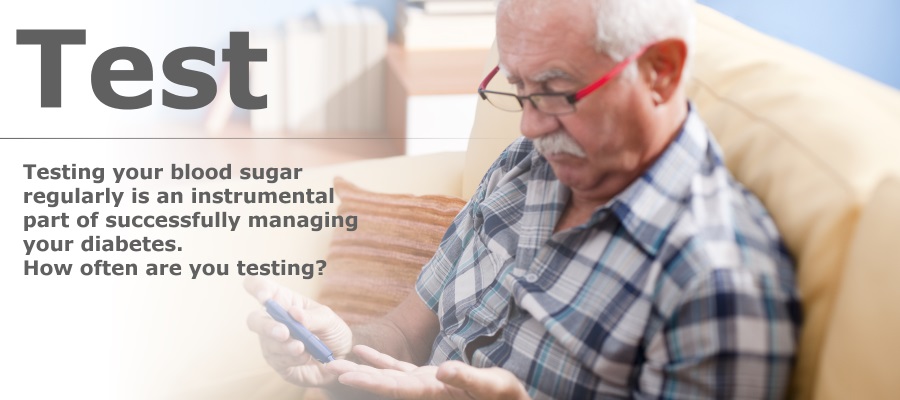 Test
Testing your blood sugar
regularly is an instrumental
part of successfully managing
your diabetes.
How often are you testing?